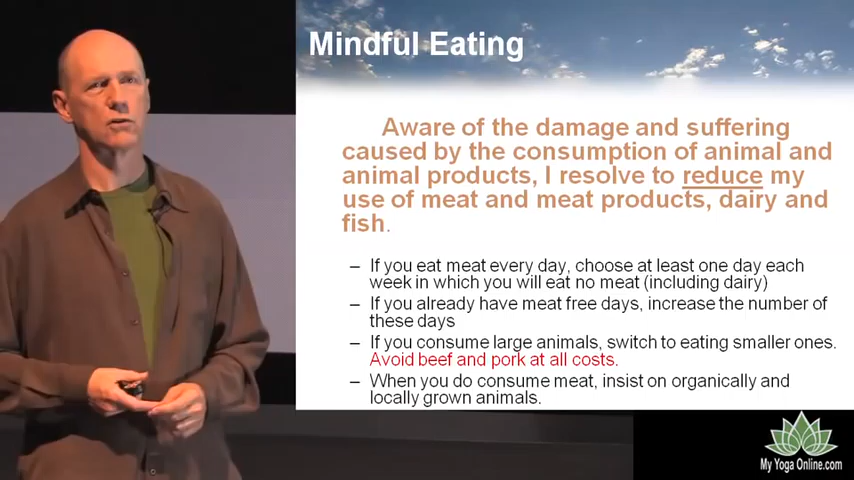 Mindful Eating
Aware of the damage and suffering
caused by the consumption of animal and
animal products, I resolve to reduce my
use of meat and meat products, dairy and
fish.
– If you eat meat every day, choose at least one day each
week in which you will eat no meat (including dairy)
– If you already have meat free days, increase the number of
these days
– If you consume large animals, switch to eating smaller ones.
Avoid beef and pork at all costs.
– When you do consume meat, insist on organically and
locally grown animals.
My Yoga Online.com